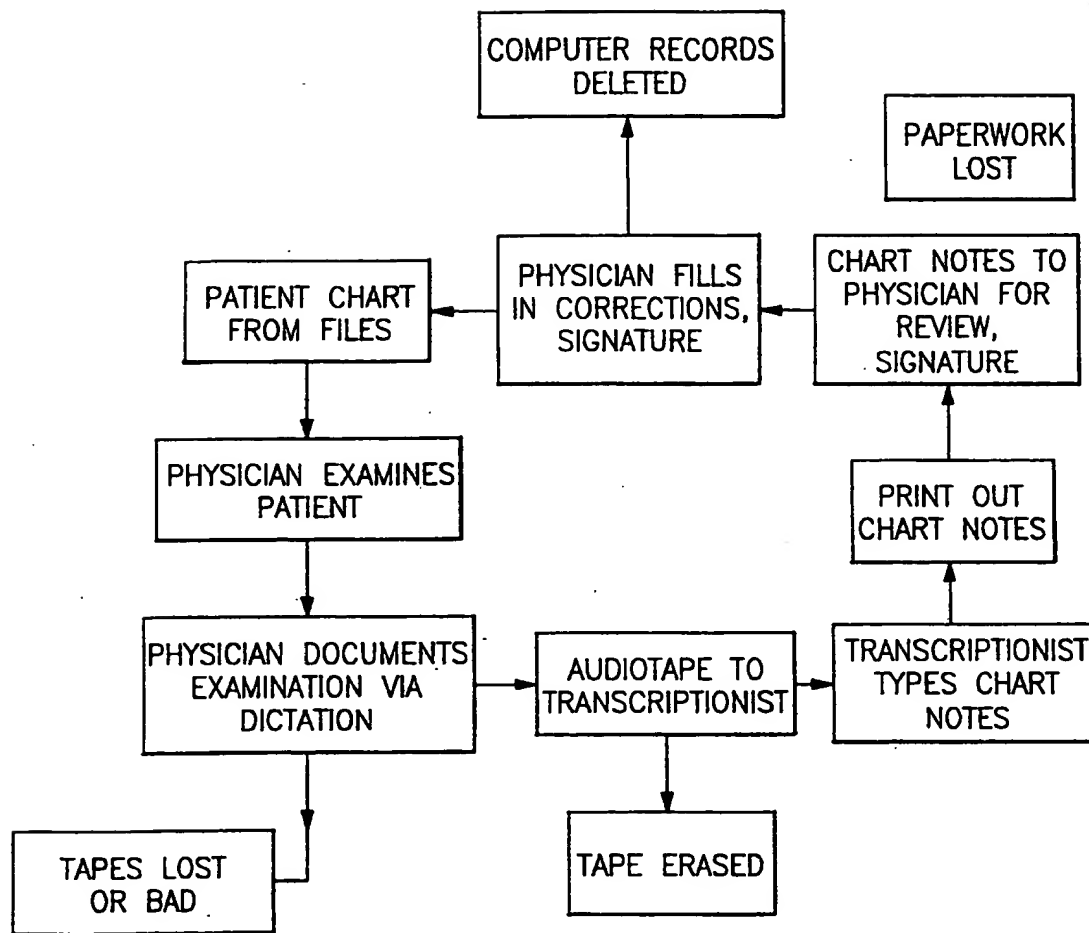 COMPUTER RECORDS
DELETED
PAPERWORK
LOST
PATIENT CHART
FROM FILES
PHYSICIAN FILLS
IN CORRECTIONS,
SIGNATURE
CHART NOTES TO
PHYSICIAN FOR
REVIEW,
SIGNATURE
PHYSICIAN EXAMINES
PATIENT
PRINT OUT
CHART NOTES
PHYSICIAN DOCUMENTS
EXAMINATION VIA
DICTATION
AUDIOTAPE TO
TRANSCRIPTIONIST
TRANSCRIPTIONIST
TYPES CHART
NOTES
TAPES LOST
OR BAD
TAPE ERASED